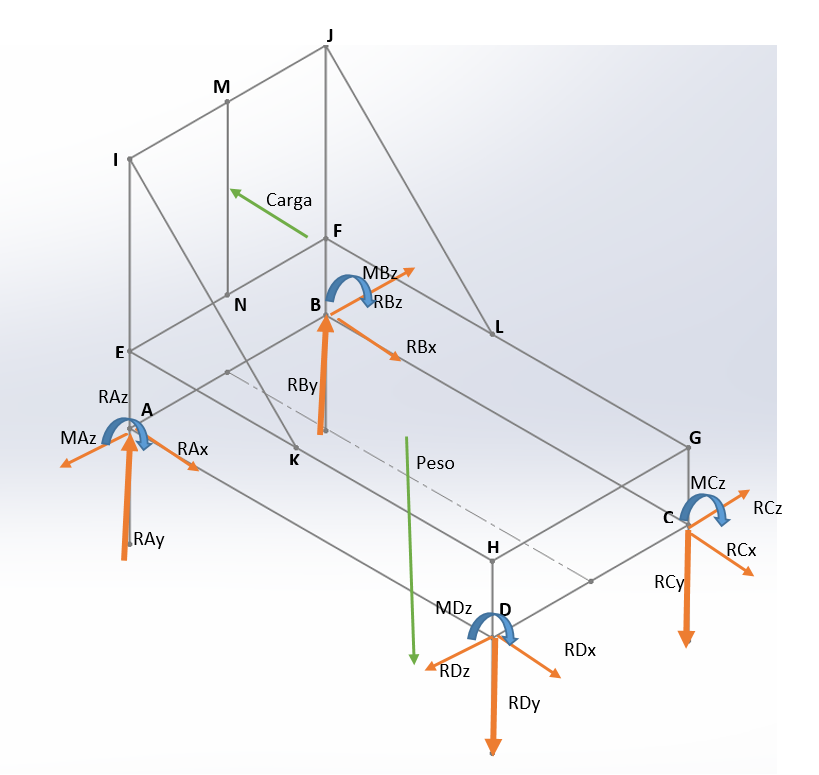 J
M
I
Carga
F
MBz
RBz
B
N
L
RBx
E
RBy
RAz
A
MAz
RAx
K
Peso
G
MCz
RCz
C
RAy
H
RCx
RCy
MDz
D
RDx
RDz
RDy